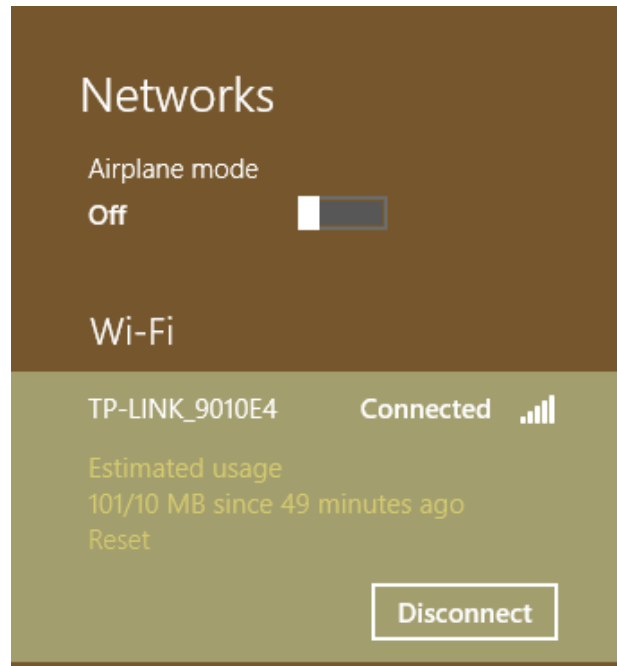 Networks
Airplane mode
Off
Wi-Fi
TP-LINK_9010E4 Connected
Estimated usage
101/10 MB since 49 minutes ago
Reset
Disconnect